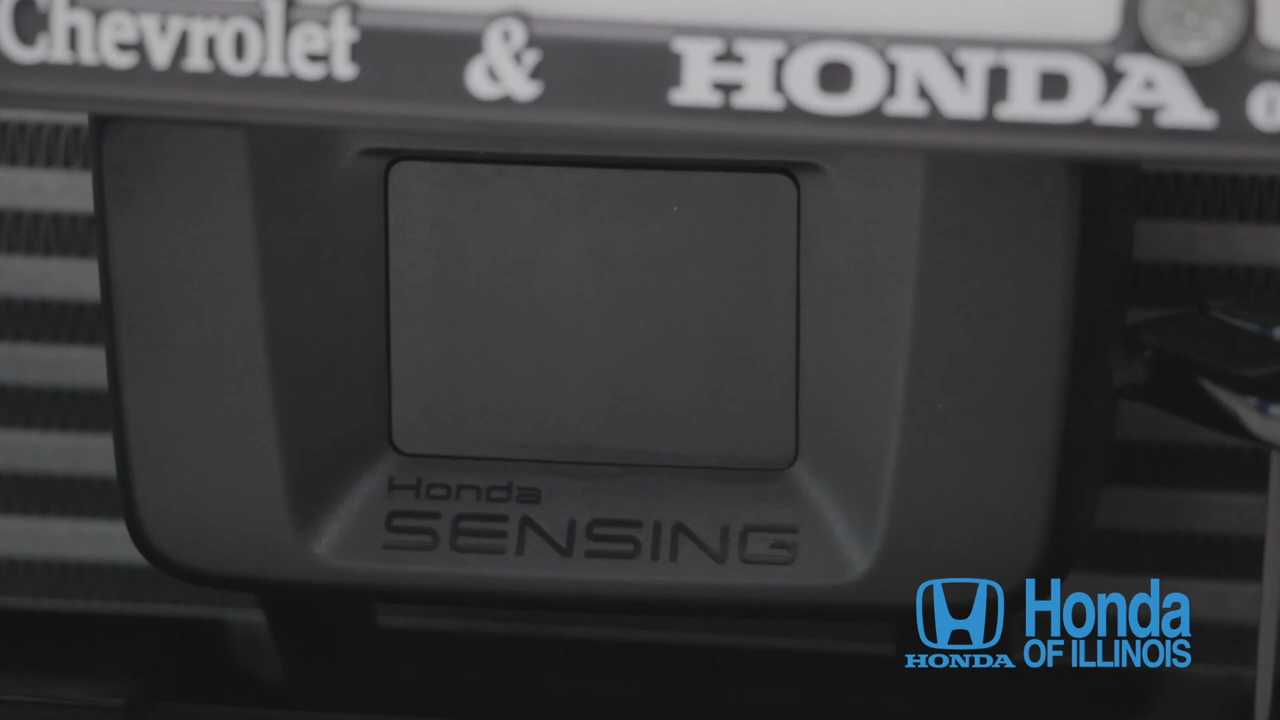 Chevrolet & HONDA
Honda
SENSING
HONDA
Honda
OF ILLINOIS